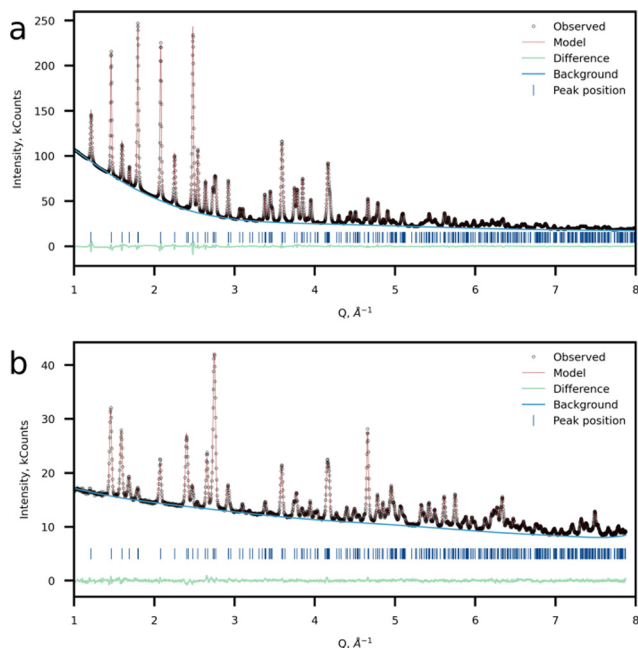 a
250
200
150
100
50
0
Intensity, kCounts
Observed
Model
Difference
Background
Peak position
1 2 3 4 5 6 7 8
Q, Å⁻¹
b
40
30
20
10
0
Intensity, kCounts
Observed
Model
Difference
Background
Peak position
1 2 3 4 5 6 7 8
Q, Å⁻¹